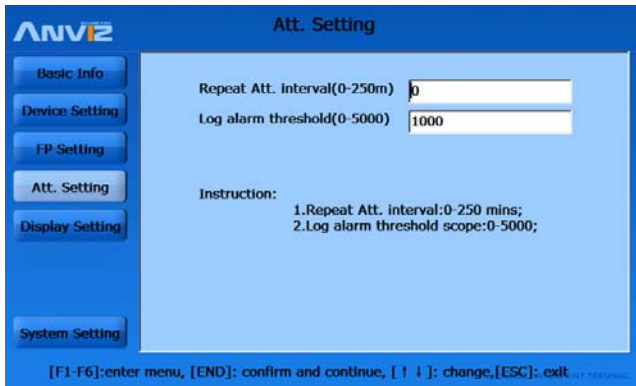 ANVIZ
Att. Setting
Basic Info
Device Setting
FP Setting
Att. Setting
Display Setting
System Setting
Repeat Att. interval(0-250m) 0
Log alarm threshold(0-5000) 1000
Instruction:
1.Repeat Att. interval:0-250 mins;
2.Log alarm threshold scope:0-5000;
[F1-F6]:enter menu, [END]: confirm and continue, [↑↓]: change,[ESC]: exit